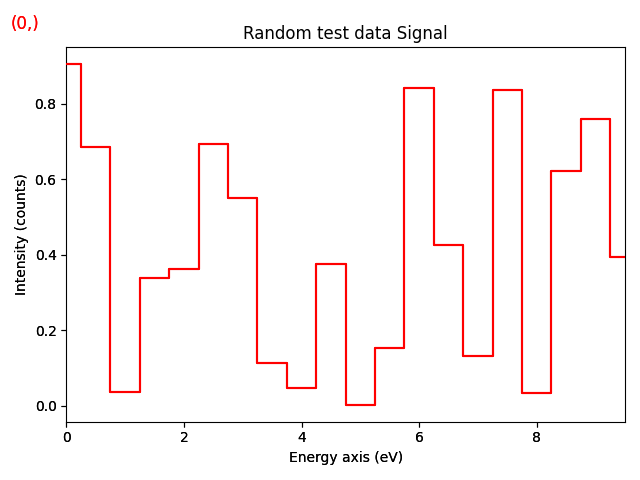 (0,)
Random test data Signal
Intensity (counts)
0.8
0.6
0.4
0.2
0.0
0 2 4 6 8
Energy axis (eV)